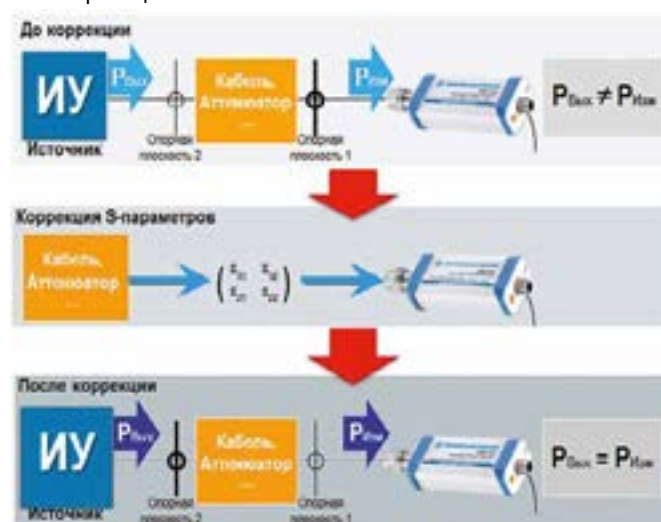 До коррекции
ИУ
Источник
PВых
Опорная
плоскость 2
Кабель,
Аттенюатор
...
Опорная
плоскость 1
PИзм
PВых ≠ PИзм
Коррекция S-параметров
Кабель,
Аттенюатор
...
S11 S12
S21 S22
После коррекции
ИУ
Источник
PВых
Опорная
плоскость 2
Кабель,
Аттенюатор
...
Опорная
плоскость 1
PИзм
PВых = PИзм